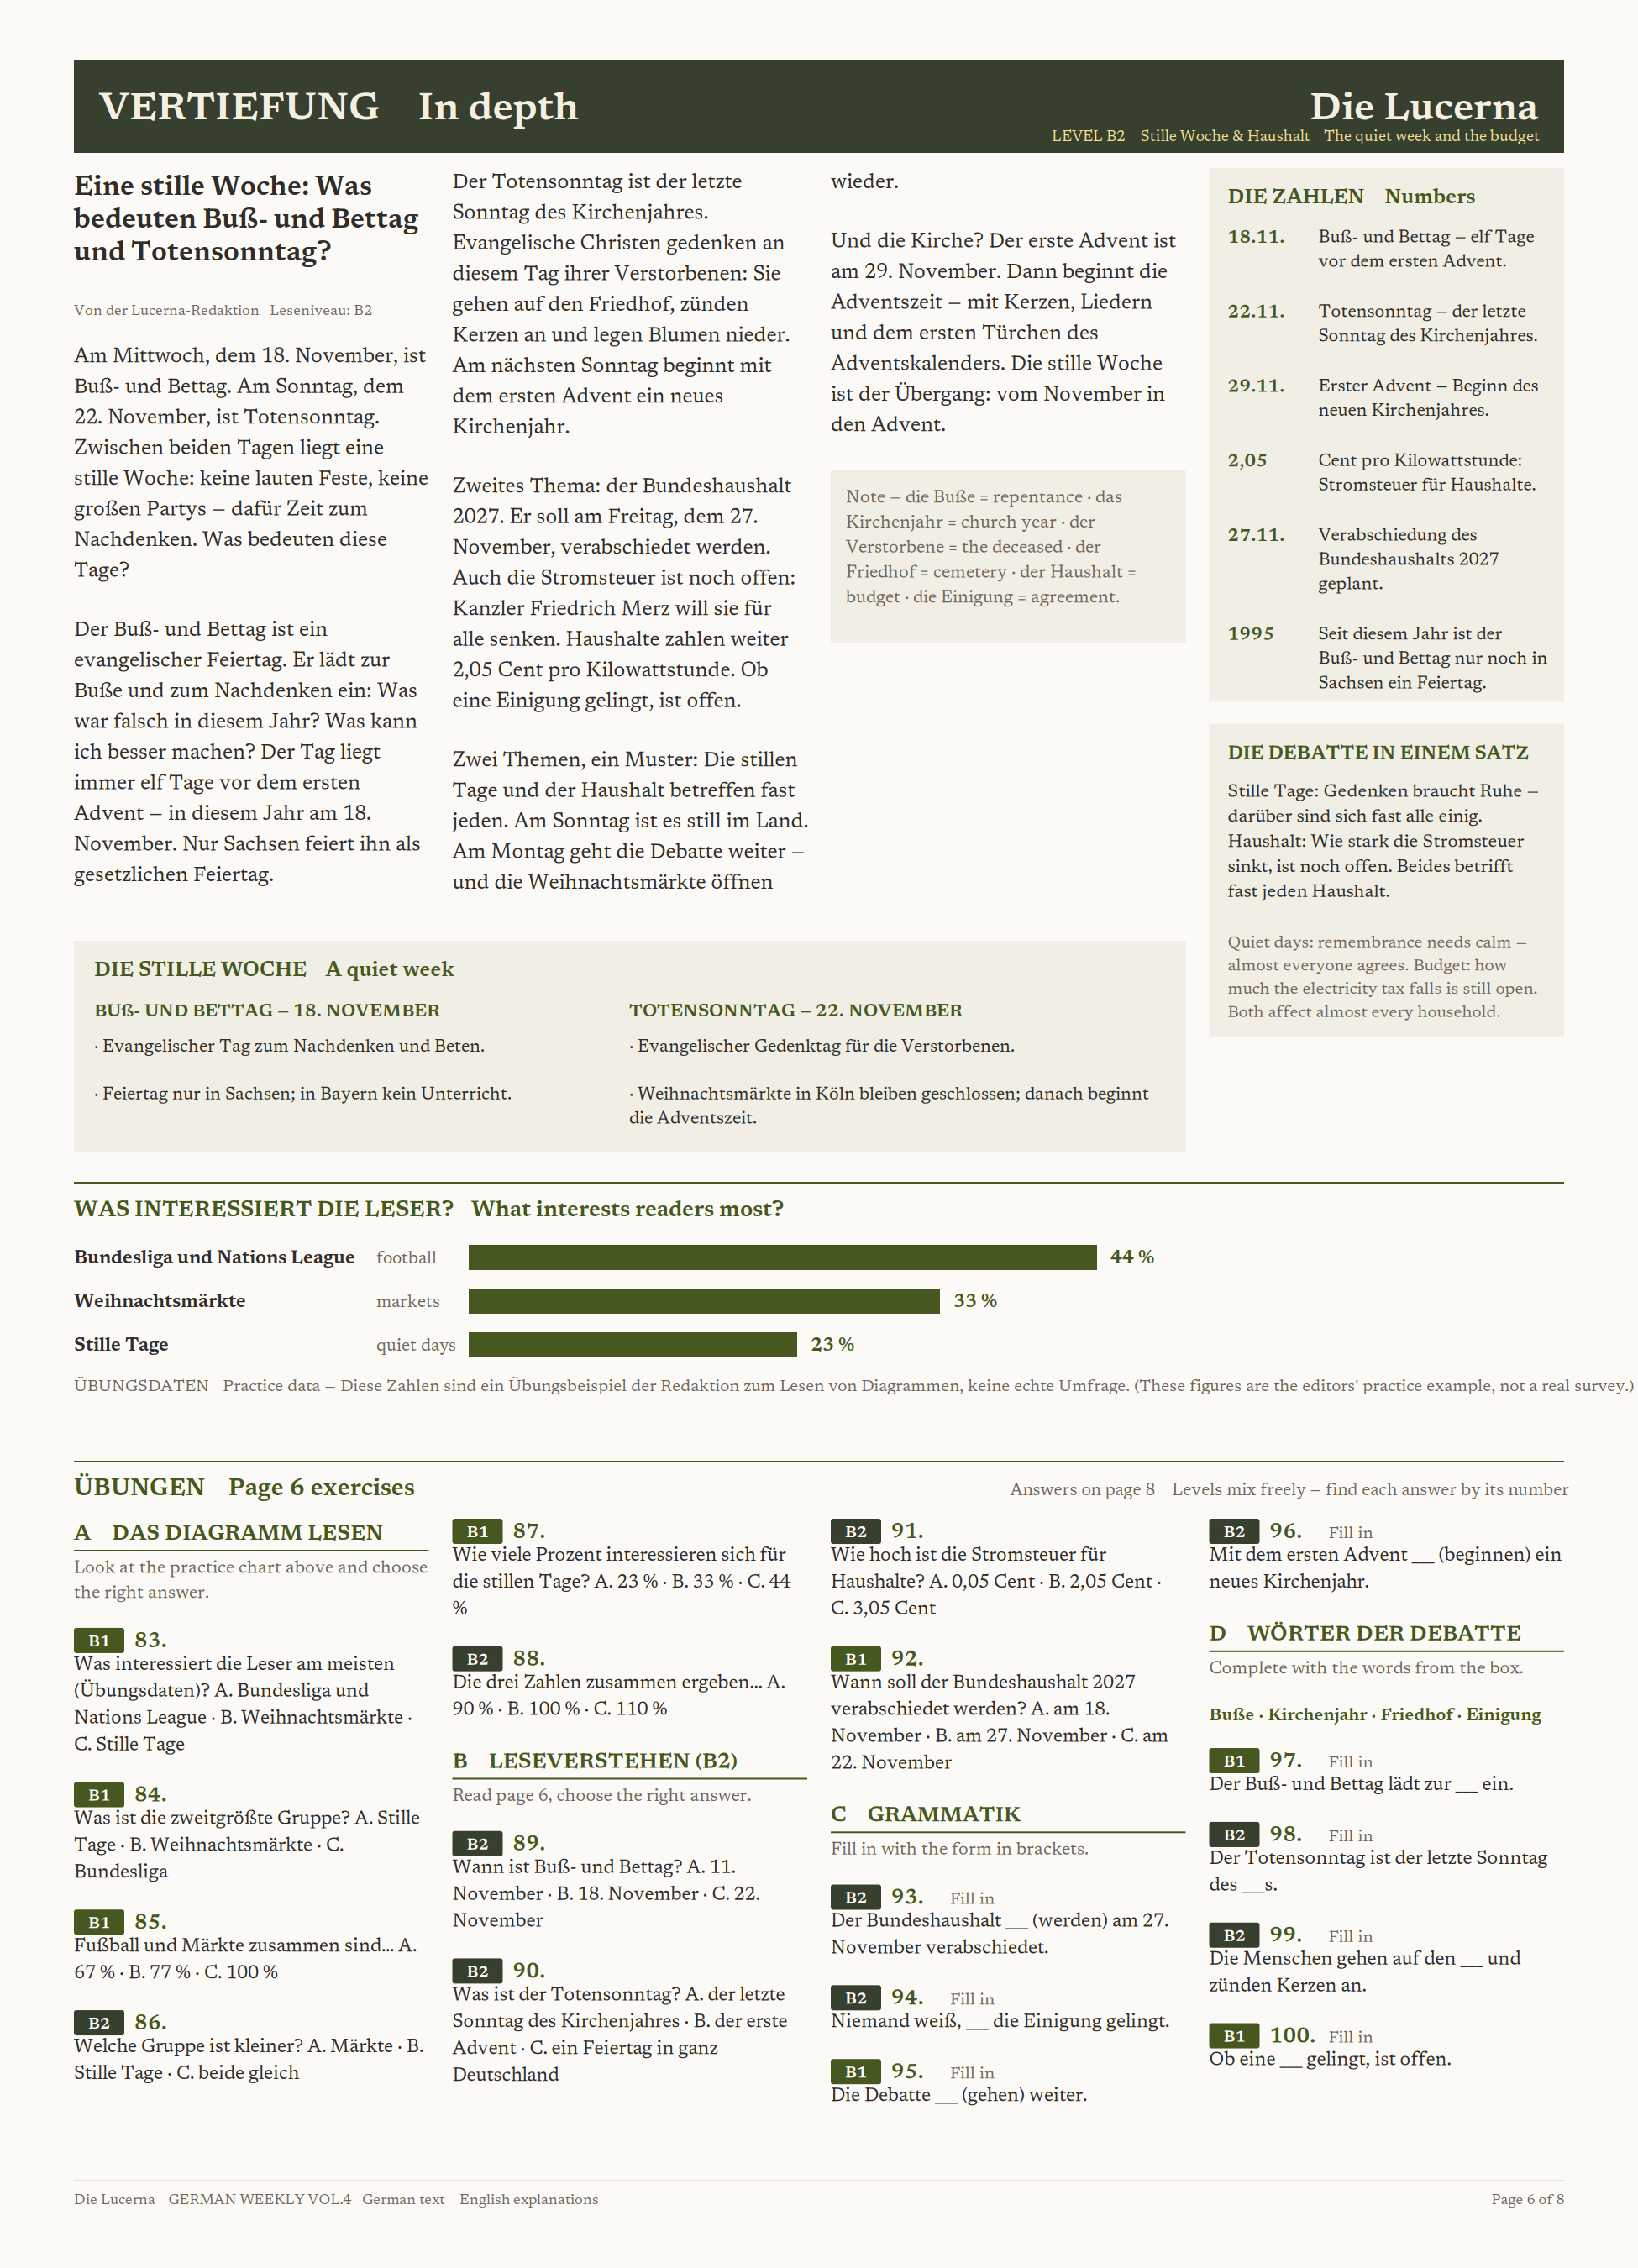 VERTIEFUNG In depth
Die Lucerna
LEVEL B2 Stille Woche & Haushalt The quiet week and the budget
Eine stille Woche: Was
bedeuten Buß- und Bettag
und Totensonntag?
Von der Lucerna-Redaktion Leseniveau: B2
Am Mittwoch, dem 18. November, ist
Buß- und Bettag. Am Sonntag, dem
22. November, ist Totensonntag.
Zwischen beiden Tagen liegt eine
stille Woche: keine lauten Feste, keine
großen Partys – dafür Zeit zum
Nachdenken. Was bedeuten diese
Tage?
Der Buß- und Bettag ist ein
evangelischer Feiertag. Er lädt zur
Buße und zum Nachdenken ein: Was
war falsch in diesem Jahr? Was kann
ich besser machen? Der Tag liegt
immer elf Tage vor dem ersten
Advent – in diesem Jahr am 18.
November. Nur Sachsen feiert ihn als
gesetzlichen Feiertag.
Der Totensonntag ist der letzte
Sonntag des Kirchenjahres.
Evangelische Christen gedenken an
diesem Tag ihrer Verstorbenen: Sie
gehen auf den Friedhof, zünden
Kerzen an und legen Blumen nieder.
Am nächsten Sonntag beginnt mit
dem ersten Advent ein neues
Kirchenjahr.
Zweites Thema: der Bundeshaushalt
2027. Er soll am Freitag, dem 27.
November, verabschiedet werden.
Auch die Stromsteuer ist noch offen:
Kanzler Friedrich Merz will sie für
alle senken. Haushalte zahlen weiter
2,05 Cent pro Kilowattstunde. Ob
eine Einigung gelingt, ist offen.
Zwei Themen, ein Muster: Die stillen
Tage und der Haushalt betreffen fast
jeden. Am Sonntag ist es still im Land.
Am Montag geht die Debatte weiter –
und die Weihnachtsmärkte öffnen
wieder.
Und die Kirche? Der erste Advent ist
am 29. November. Dann beginnt die
Adventszeit – mit Kerzen, Liedern
und dem ersten Türchen des
Adventskalenders. Die stille Woche
ist der Übergang: vom November in
den Advent.
Note – die Buße = repentance · das
Kirchenjahr = church year · der
Verstorbene = the deceased · der
Friedhof = cemetery · der Haushalt =
budget · die Einigung = agreement.
DIE ZAHLEN Numbers
18.11. Buß- und Bettag – elf Tage
vor dem ersten Advent.
22.11. Totensonntag – der letzte
Sonntag des Kirchenjahres.
29.11. Erster Advent – Beginn des
neuen Kirchenjahres.
2,05 Cent pro Kilowattstunde:
Stromsteuer für Haushalte.
27.11. Verabschiedung des
Bundeshaushalts 2027
geplant.
1995 Seit diesem Jahr ist der
Buß- und Bettag nur noch in
Sachsen ein Feiertag.
DIE DEBATTE IN EINEM SATZ
Stille Tage: Gedenken braucht Ruhe –
darüber sind sich fast alle einig.
Haushalt: Wie stark die Stromsteuer
sinkt, ist noch offen. Beides betrifft
fast jeden Haushalt.
Quiet days: remembrance needs calm –
almost everyone agrees. Budget: how
much the electricity tax falls is still open.
Both affect almost every household.
DIE STILLE WOCHE A quiet week
BUß- UND BETTAG – 18. NOVEMBER
· Evangelischer Tag zum Nachdenken und Beten.
· Feiertag nur in Sachsen; in Bayern kein Unterricht.
TOTENSONNTAG – 22. NOVEMBER
· Evangelischer Gedenktag für die Verstorbenen.
· Weihnachtsmärkte in Köln bleiben geschlossen; danach beginnt
die Adventszeit.
WAS INTERESSIERT DIE LESER? What interests readers most?
Bundesliga und Nations League football 44 %
Weihnachtsmärkte markets 33 %
Stille Tage quiet days 23 %
ÜBUNGSDATEN Practice data – Diese Zahlen sind ein Übungsbeispiel der Redaktion zum Lesen von Diagrammen, keine echte Umfrage. (These figures are the editors' practice example, not a real survey.)
ÜBUNGEN Page 6 exercises
Answers on page 8 Levels mix freely – find each answer by its number
A DAS DIAGRAMM LESEN
Look at the practice chart above and choose
the right answer.
B1 83.
Was interessiert die Leser am meisten
(Übungsdaten)? A. Bundesliga und
Nations League · B. Weihnachtsmärkte ·
C. Stille Tage
B1 84.
Was ist die zweitgrößte Gruppe? A. Stille
Tage · B. Weihnachtsmärkte · C.
Bundesliga
B1 85.
Fußball und Märkte zusammen sind... A.
67 % · B. 77 % · C. 100 %
B2 86.
Welche Gruppe ist kleiner? A. Märkte · B.
Stille Tage · C. beide gleich
B1 87.
Wie viele Prozent interessieren sich für
die stillen Tage? A. 23 % · B. 33 % · C. 44
%
B2 88.
Die drei Zahlen zusammen ergeben... A.
90 % · B. 100 % · C. 110 %
B LESEVERSTEHEN (B2)
Read page 6, choose the right answer.
B2 89.
Wann ist Buß- und Bettag? A. 11.
November · B. 18. November · C. 22.
November
B2 90.
Was ist der Totensonntag? A. der letzte
Sonntag des Kirchenjahres · B. der erste
Advent · C. ein Feiertag in ganz
Deutschland
B2 91.
Wie hoch ist die Stromsteuer für
Haushalte? A. 0,05 Cent · B. 2,05 Cent ·
C. 3,05 Cent
B1 92.
Wann soll der Bundeshaushalt 2027
verabschiedet werden? A. am 18.
November · B. am 27. November · C. am
22. November
C GRAMMATIK
Fill in with the form in brackets.
B2 93. Fill in
Der Bundeshaushalt ___ (werden) am 27.
November verabschiedet.
B2 94. Fill in
Niemand weiß, ___ die Einigung gelingt.
B1 95. Fill in
Die Debatte ___ (gehen) weiter.
B2 96. Fill in
Mit dem ersten Advent ___ (beginnen) ein
neues Kirchenjahr.
D WÖRTER DER DEBATTE
Complete with the words from the box.
Buße · Kirchenjahr · Friedhof · Einigung
B1 97. Fill in
Der Buß- und Bettag lädt zur ___ ein.
B2 98. Fill in
Der Totensonntag ist der letzte Sonntag
des ___s.
B2 99. Fill in
Die Menschen gehen auf den ___ und
zünden Kerzen an.
B1 100. Fill in
Ob eine ___ gelingt, ist offen.
Die Lucerna GERMAN WEEKLY VOL.4 German text English explanations
Page 6 of 8